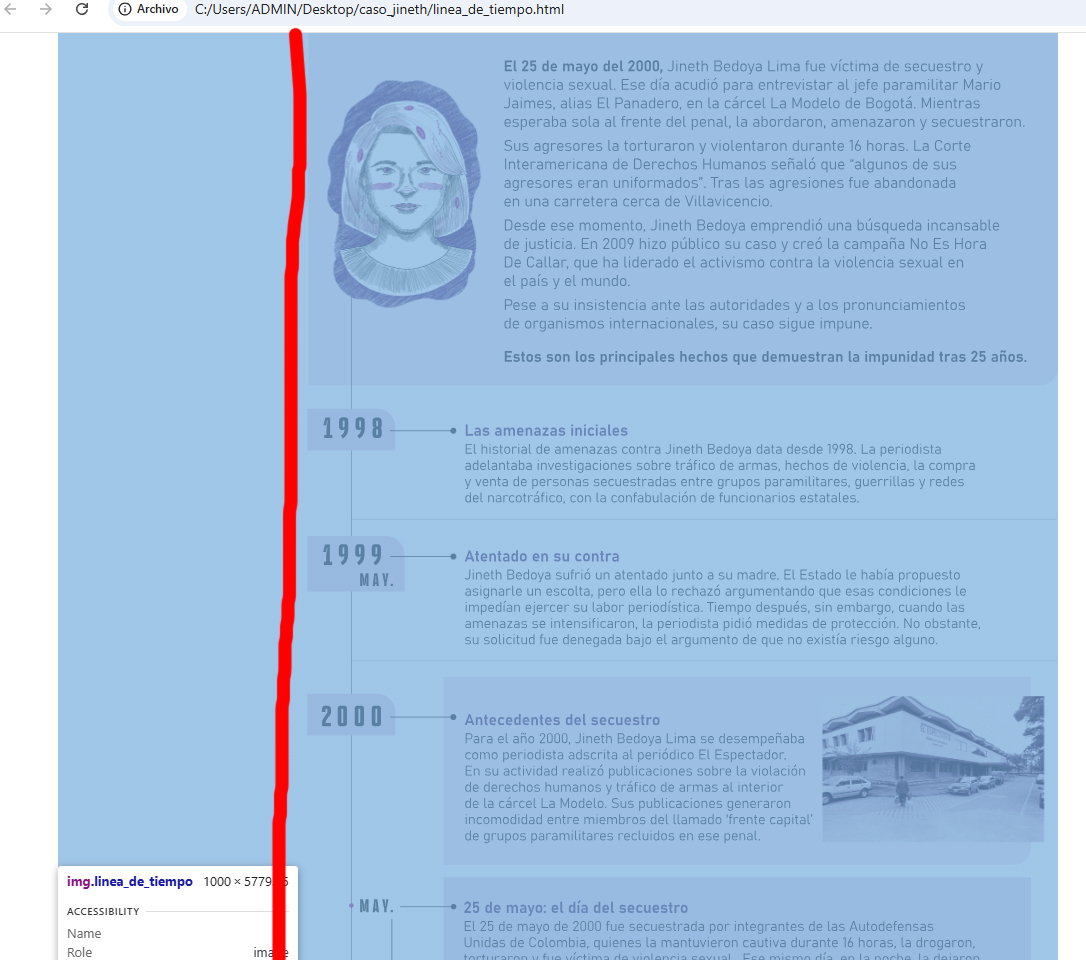 Archivo C:/Users/ADMIN/Desktop/caso_jineth/linea_de_tiempo.html
El 25 de mayo del 2000, Jineth Bedoya Lima fue víctima de secuestro y
violencia sexual. Ese día acudió para entrevistar al jefe paramilitar Mario
Jaimes, alias El Panadero, en la cárcel La Modelo de Bogotá. Mientras
esperaba sola al frente del penal, la abordaron, amenazaron y secuestraron.
Sus agresores la torturaron y violentaron durante 16 horas. La Corte
Interamericana de Derechos Humanos señaló que “algunos de sus
agresores eran uniformados”. Tras las agresiones fue abandonada
en una carretera cerca de Villavicencio.
Desde ese momento, Jineth Bedoya emprendió una búsqueda incansable
de justicia. En 2009 hizo público su caso y creó la campaña No Es Hora
De Callar, que ha liderado el activismo contra la violencia sexual en
el país y el mundo.
Pese a su insistencia ante las autoridades y a los pronunciamientos
de organismos internacionales, su caso sigue impune.
Estos son los principales hechos que demuestran la impunidad tras 25 años.
1998
Las amenazas iniciales
El historial de amenazas contra Jineth Bedoya data desde 1998. La periodista
adelantaba investigaciones sobre tráfico de armas, hechos de violencia, la compra
y venta de personas secuestradas entre grupos paramilitares, guerrillas y redes
del narcotráfico, con la confabulación de funcionarios estatales.
1999
MAY.
Atentado en su contra
Jineth Bedoya sufrió un atentado junto a su madre. El Estado le había propuesto
asignarle un escolta, pero ella lo rechazó argumentando que esas condiciones le
impedían ejercer su labor periodística. Tiempo después, sin embargo, cuando las
amenazas se intensificaron, la periodista pidió medidas de protección. No obstante,
su solicitud fue denegada bajo el argumento de que no existía riesgo alguno.
2000
Antecedentes del secuestro
Para el año 2000, Jineth Bedoya Lima se desempeñaba
como periodista adscrita al periódico El Espectador.
En su actividad realizó publicaciones sobre la violación
de derechos humanos y tráfico de armas al interior
de la cárcel La Modelo. Sus publicaciones generaron
incomodidad entre miembros del llamado ‘frente capital’
de grupos paramilitares recluidos en ese penal.
MAY.
25 de mayo: el día del secuestro
El 25 de mayo de 2000 fue secuestrada por integrantes de las Autodefensas
Unidas de Colombia, quienes la mantuvieron cautiva durante 16 horas, la drogaron,
torturaron y fue víctima de violencia sexual. Ese mismo día, en la noche, la dejaron
img.linea_de_tiempo 1000 ×
ACCESSIBILITY
Name
Role